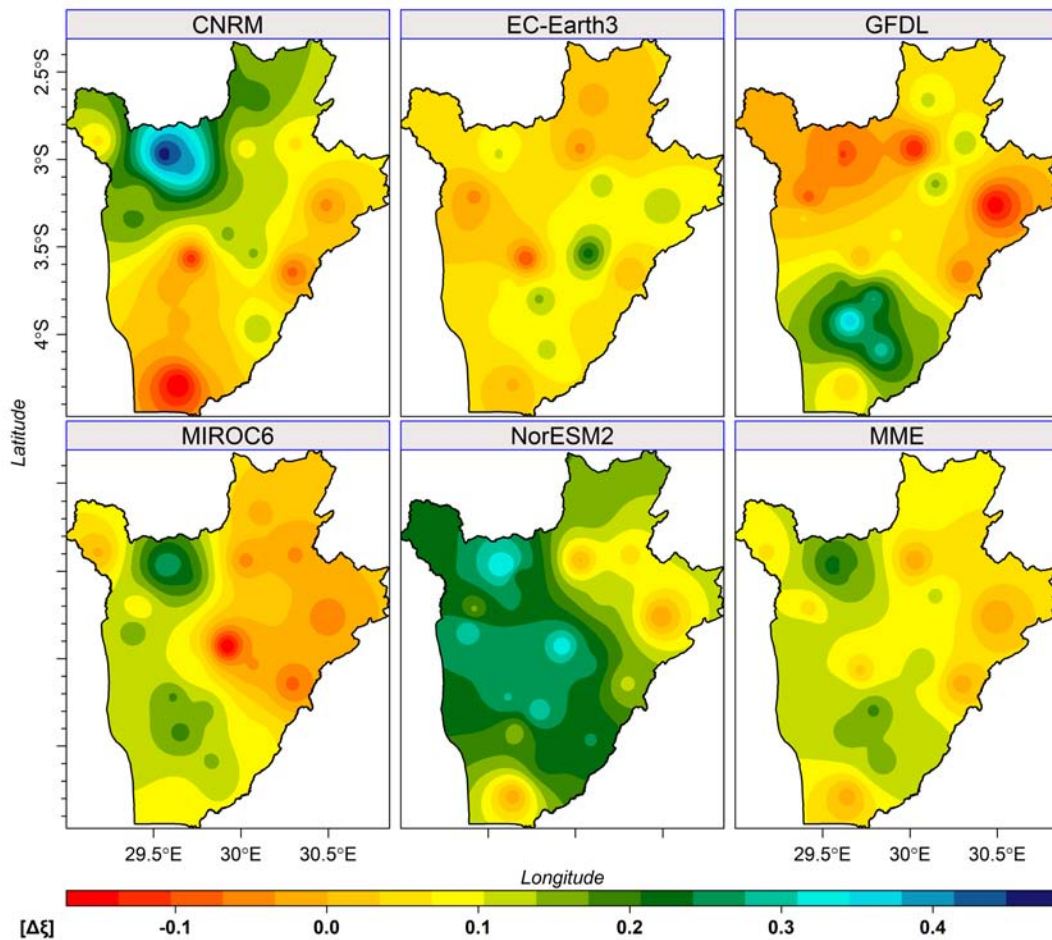 CNRM EC-Earth3 GFDL
2.5°S
3°S
3.5°S
4°S
Latitude
MIROC6 NorESM2 MME
29.5°E 30°E 30.5°E 29.5°E 30°E 30.5°E
Longitude
[Δξ] -0.1 0.0 0.1 0.2 0.3 0.4